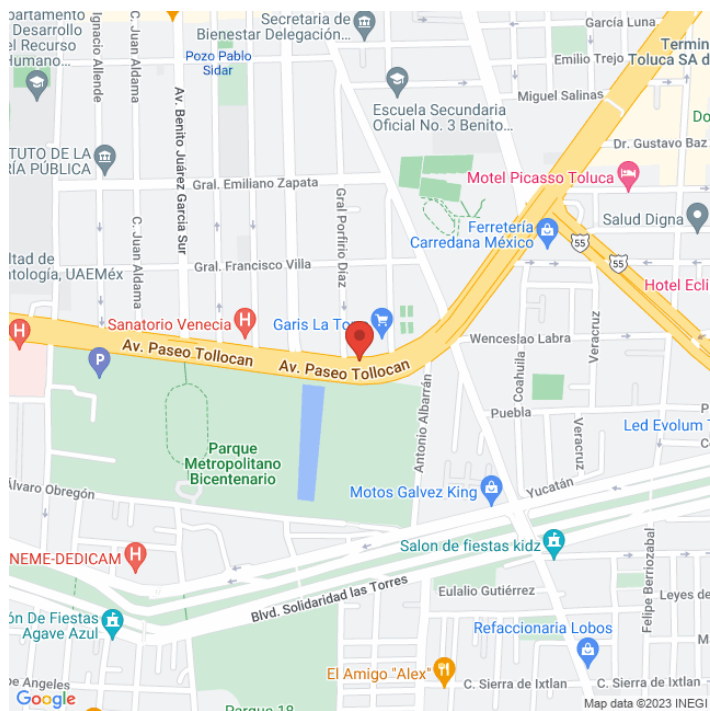 epartamento
Desarrollo
el Recurso
Humano...
Ignacio Allende
C. Juan Aldama
Av. Benito Juárez García Sur
Pozo Pablo
Sidar
Secretaria de
Bienestar Delegación...
García Luna
Emilio Trejo
Termin
Toluca SA d
Escuela Secundaria
Oficial No. 3 Benito...
Miguel Salinas
Do
Dr. Gustavo Baz
TUTO DE LA
RÍA PÚBLICA
Gral. Emiliano Zapata
Motel Picasso Toluca
Gral Porfirio Díaz
C. Juan Aldama
Ferretería
Carredana México
Salud Digna
55
55
ltad de
ntología, UAEMéx
Gral. Francisco Villa
Hotel Ecli
H
Sanatorio Venecia
H
Garis La Tor
Av. Paseo Tollocan
Av. Paseo Tollocan
P
Wenceslao Labra
Coahuila
Veracruz
Antonio Albarrán
Puebla
Veracruz
Led Evolum T
Parque
Metropolitano
Bicentenario
Álvaro Obregón
Motos Galvez King
Yucatán
NEME-DEDICAM
H
Salon de fiestas kidz
Blvd. Solidaridad las Torres
Eulalio Gutiérrez
Felipe Berriozabal
Leyes de
ón De Fiestas
Agave Azul
Refaccionaria Lobos
El Amigo "Alex"
C. Sierra de Ixtlan
C. Sierra de Ixtlan
pe Angeles
Google
Parque 18
Map data ©2023 INEGI